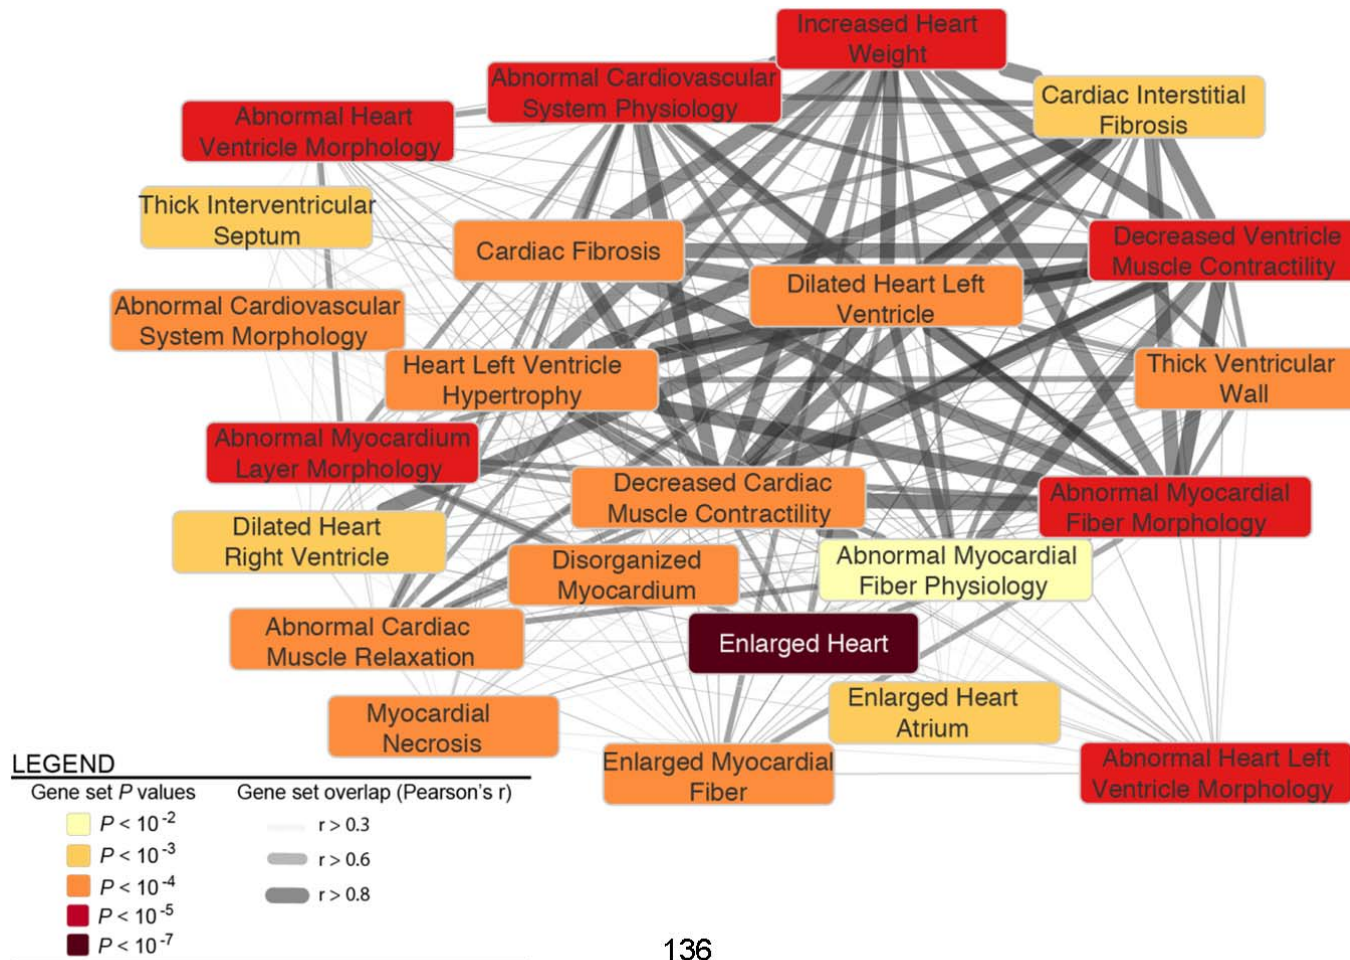 Increased Heart
Weight
Abnormal Cardiovascular
System Physiology
Cardiac Interstitial
Fibrosis
Abnormal Heart
Ventricle Morphology
Thick Interventricular
Septum
Cardiac Fibrosis
Decreased Ventricle
Muscle Contractility
Dilated Heart Left
Ventricle
Abnormal Cardiovascular
System Morphology
Heart Left Ventricle
Hypertrophy
Thick Ventricular
Wall
Abnormal Myocardium
Layer Morphology
Decreased Cardiac
Muscle Contractility
Abnormal Myocardial
Fiber Morphology
Dilated Heart
Right Ventricle
Disorganized
Myocardium
Abnormal Myocardial
Fiber Physiology
Abnormal Cardiac
Muscle Relaxation
Enlarged Heart
Myocardial
Necrosis
Enlarged Heart
Atrium
Enlarged Myocardial
Fiber
Abnormal Heart Left
Ventricle Morphology
LEGEND
Gene set P values
P < 10^-2
P < 10^-3
P < 10^-4
P < 10^-5
P < 10^-7
Gene set overlap (Pearson's r)
r > 0.3
r > 0.6
r > 0.8
136